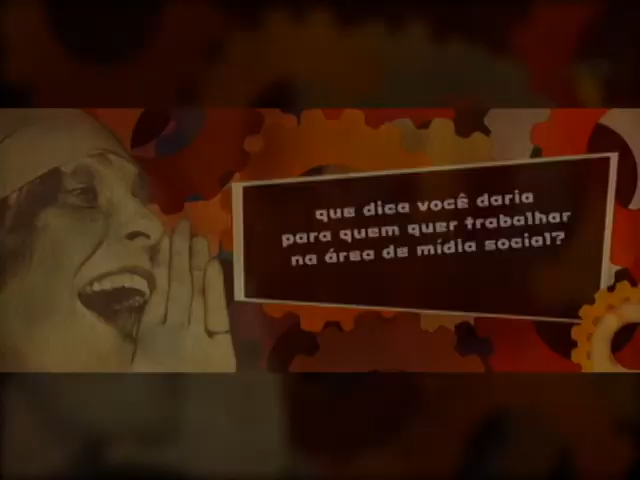 que dica você daria
para quem quer trabalhar
na área de mídia social?